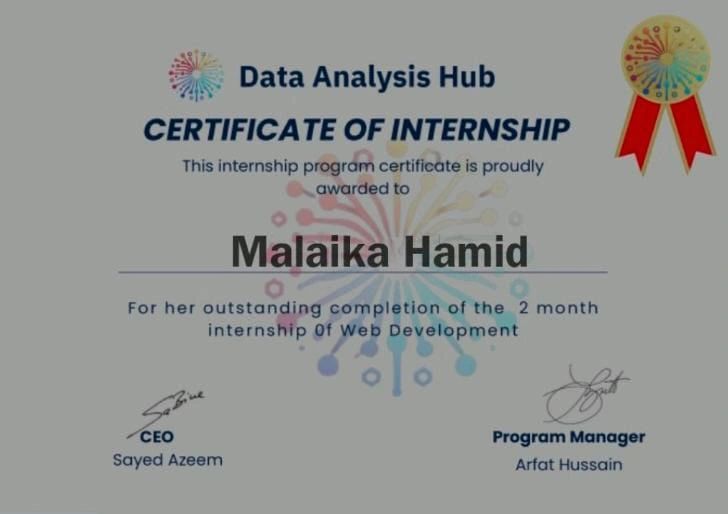 Data Analysis Hub
CERTIFICATE OF INTERNSHIP
This internship program certificate is proudly
awarded to
Malaika Hamid
For her outstanding completion of the 2 month
internship 0f Web Development
Sabine
CEO
Program Manager
Sayed Azeem
Arfat Hussain